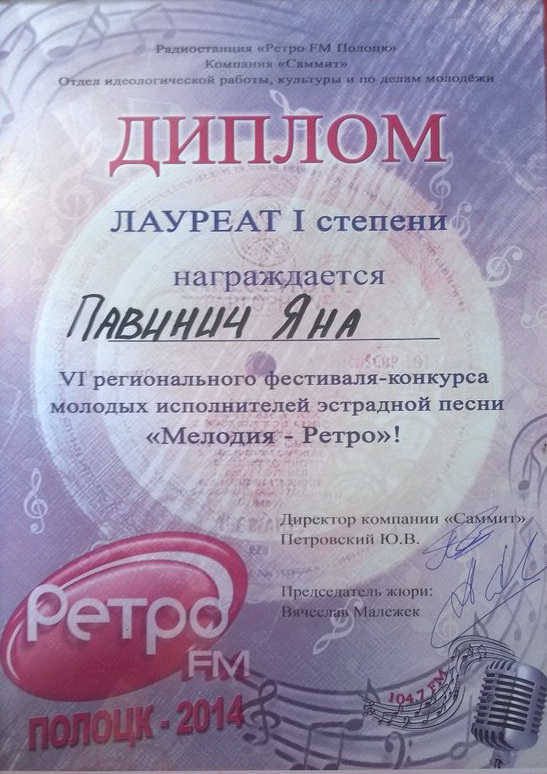 Радиостанция «Ретро FM Полоцк»
Компания «Саммит»
Отдел идеологической работы, культуры и по делам молодёжи
ДИПЛОМ
ЛАУРЕАТ I степени
награждается
Павинич Яна
VI регионального фестиваля-конкурса
молодых исполнителей эстрадной песни
«Мелодия - Ретро»!
Директор компании «Саммит»
Петровский Ю.В.
Председатель жюри:
Вячеслав Малежек
Ретро
FM
104.7 FM
ПОЛОЦК - 2014